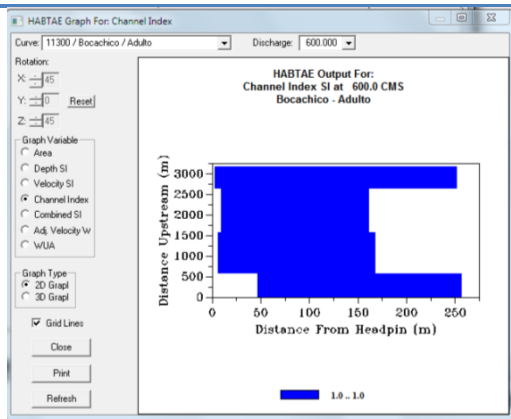 HABTAE Graph For: Channel Index
Curve: 11300 / Bocachico / Adulto
Discharge: 600.000
Rotation:
X: 45
Y: 0 Reset
Z: 45
Graph Variable
Area
Depth SI
Velocity SI
Channel Index
Combined SI
Adj. Velocity W
WUA
Graph Type
2D Grapl
3D Grapl
Grid Lines
Close
Print
Refresh
HABTAE Output For:
Channel Index SI at 600.0 CMS
Bocachico - Adulto
Distance Upstream (m)
3000
2500
2000
1500
1000
500
0
0 50 100 150 200 250
Distance From Headpin (m)
1.0 .. 1.0